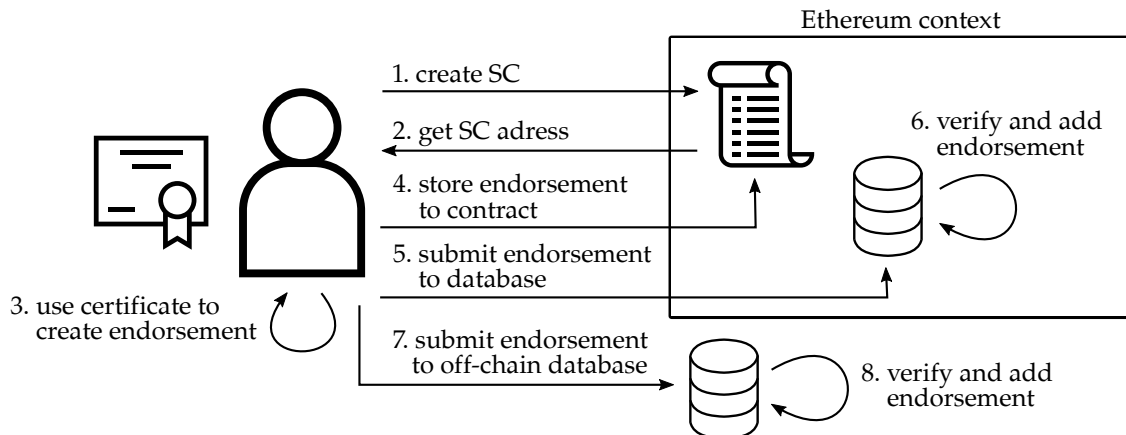 Ethereum context
1. create SC
2. get SC adress
6. verify and add
endorsement
4. store endorsement
to contract
5. submit endorsement
to database
3. use certificate to
create endorsement
7. submit endorsement
to off-chain database
8. verify and add
endorsement